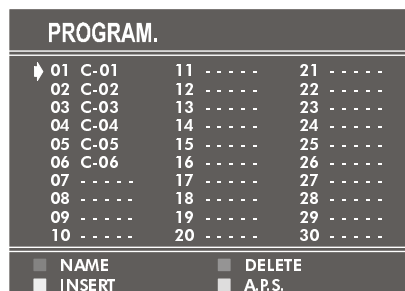 PROGRAM.
01 C-01 11 - - - - - 21 - - - - -
02 C-02 12 - - - - - 22 - - - - -
03 C-03 13 - - - - - 23 - - - - -
04 C-04 14 - - - - - 24 - - - - -
05 C-05 15 - - - - - 25 - - - - -
06 C-06 16 - - - - - 26 - - - - -
07 - - - - - 17 - - - - - 27 - - - - -
08 - - - - - 18 - - - - - 28 - - - - -
09 - - - - - 19 - - - - - 29 - - - - -
10 - - - - - 20 - - - - - 30 - - - - -
NAME DELETE
INSERT A.P.S.